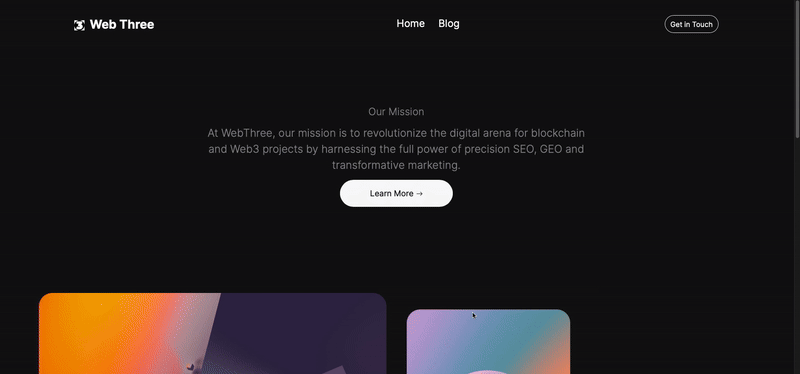 Web Three
Home
Blog
Get in Touch
Our Mission
At WebThree, our mission is to revolutionize the digital arena for blockchain
and Web3 projects by harnessing the full power of precision SEO, GEO and
transformative marketing.
Learn More →